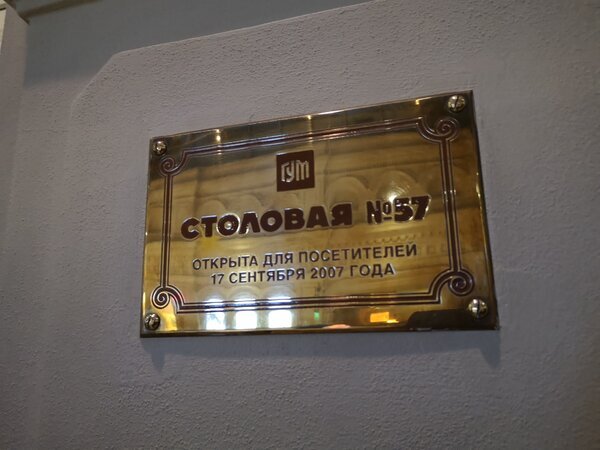 ГУМ
СТОЛОВАЯ №57
ОТКРЫТА ДЛЯ ПОСЕТИТЕЛЕЙ
17 СЕНТЯБРЯ 2007 ГОДА